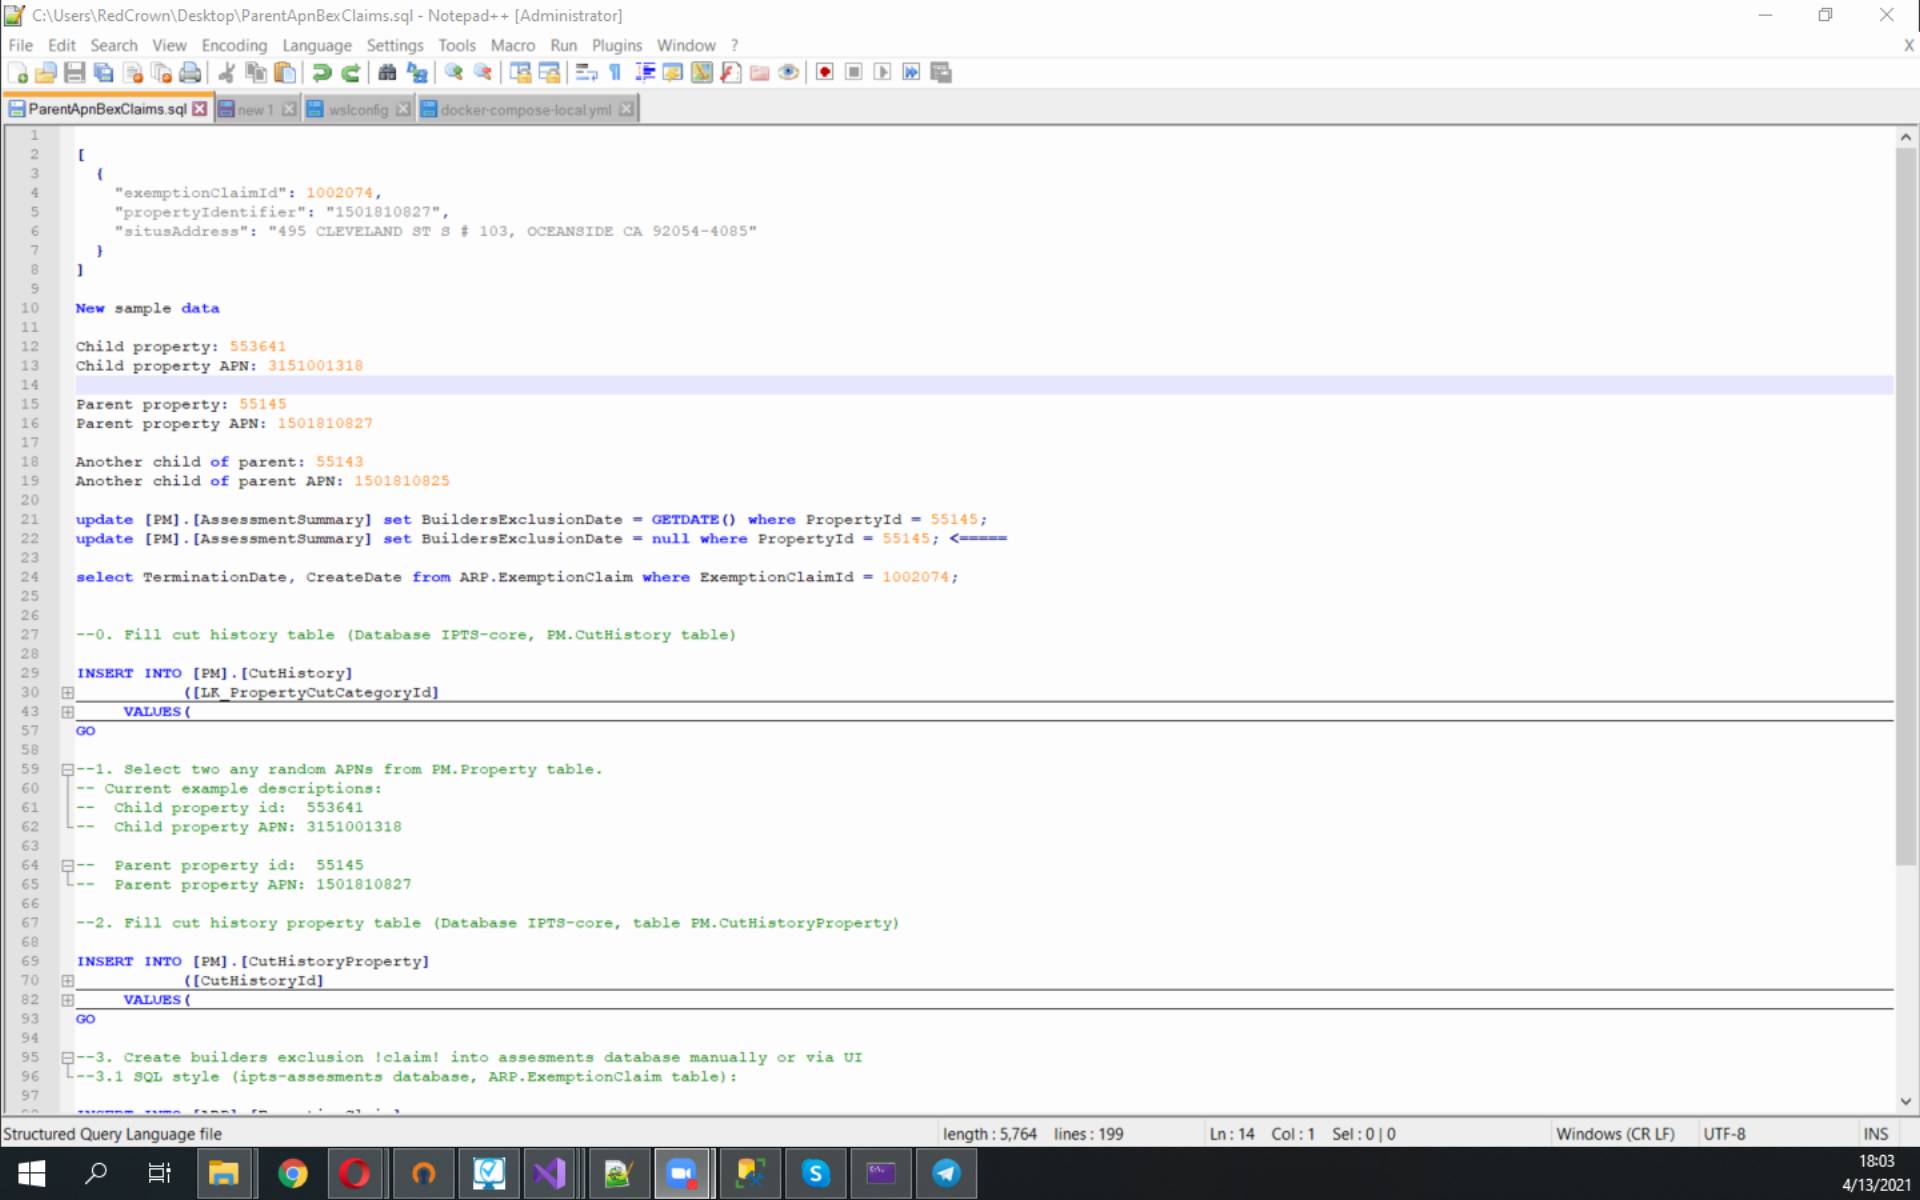 C:\Users\RedCrown\Desktop\ParentApnBexClaims.sql - Notepad++ [Administrator]
File Edit Search View Encoding Language Settings Tools Macro Run Plugins Window ? X
ParentApnBexClaims.sql new 1 wslconfig docker-compose-local.yml
1
2 [
3 {
4 "exemptionClaimId": 1002074,
5 "propertyIdentifier": "1501810827",
6 "situsAddress": "495 CLEVELAND ST S # 103, OCEANSIDE CA 92054-4085"
7 }
8 ]
9
10 New sample data
11
12 Child property: 553641
13 Child property APN: 3151001318
14
15 Parent property: 55145
16 Parent property APN: 1501810827
17
18 Another child of parent: 55143
19 Another child of parent APN: 1501810825
20
21 update [PM].[AssessmentSummary] set BuildersExclusionDate = GETDATE() where PropertyId = 55145;
22 update [PM].[AssessmentSummary] set BuildersExclusionDate = null where PropertyId = 55145; <=====
23
24 select TerminationDate, CreateDate from ARP.ExemptionClaim where ExemptionClaimId = 1002074;
25
26
27 --0. Fill cut history table (Database IPTS-core, PM.CutHistory table)
28
29 INSERT INTO [PM].[CutHistory]
30 ([LK_PropertyCutCategoryId]
43 VALUES(
57 GO
58
59 --1. Select two any random APNs from PM.Property table.
60 -- Current example descriptions:
61 -- Child property id: 553641
62 -- Child property APN: 3151001318
63
64 -- Parent property id: 55145
65 -- Parent property APN: 1501810827
66
67 --2. Fill cut history property table (Database IPTS-core, table PM.CutHistoryProperty)
68
69 INSERT INTO [PM].[CutHistoryProperty]
70 ([CutHistoryId]
82 VALUES(
93 GO
94
95 --3. Create builders exclusion !claim! into assesments database manually or via UI
96 --3.1 SQL style (ipts-assesments database, ARP.ExemptionClaim table):
97
Structured Query Language file length : 5,764 lines : 199 Ln : 14 Col : 1 Sel : 0 | 0 Windows (CR LF) UTF-8 INS
18:03
4/13/2021